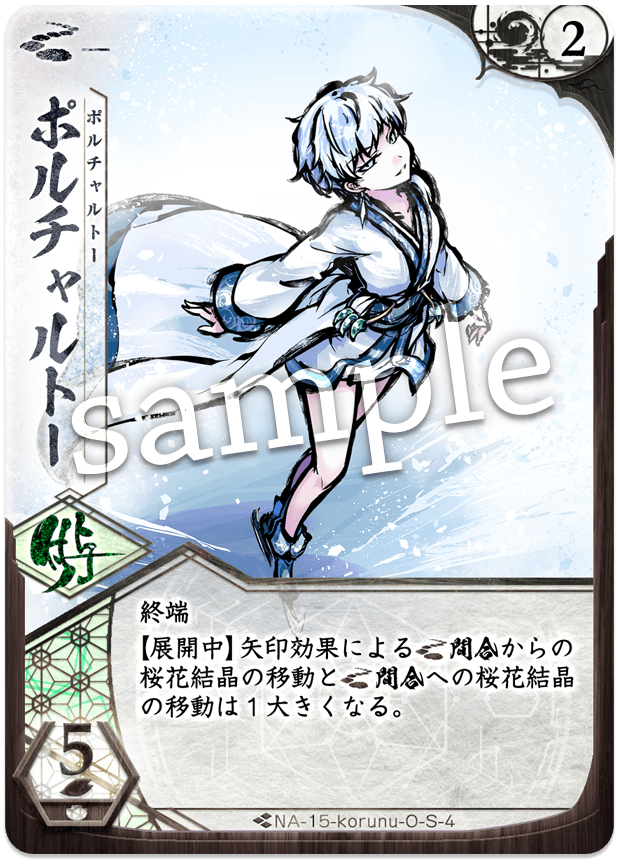 2
ポルチャルトー
ポルチャルトー
sample
付与
終端
【展開中】矢印効果による間合からの
桜花結晶の移動と間合への桜花結晶
の移動は1大きくなる。
5
NA-15-korunu-O-S-4